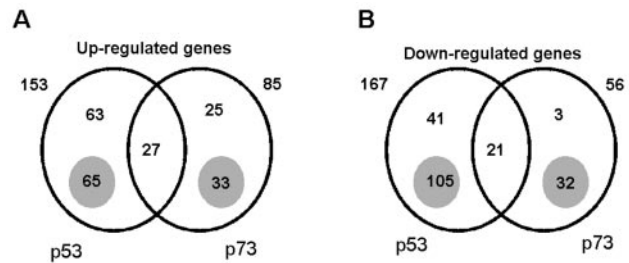 A
Up-regulated genes
153
85
63
25
27
65
33
p53
p73
B
Down-regulated genes
167
56
41
3
21
105
32
p53
p73